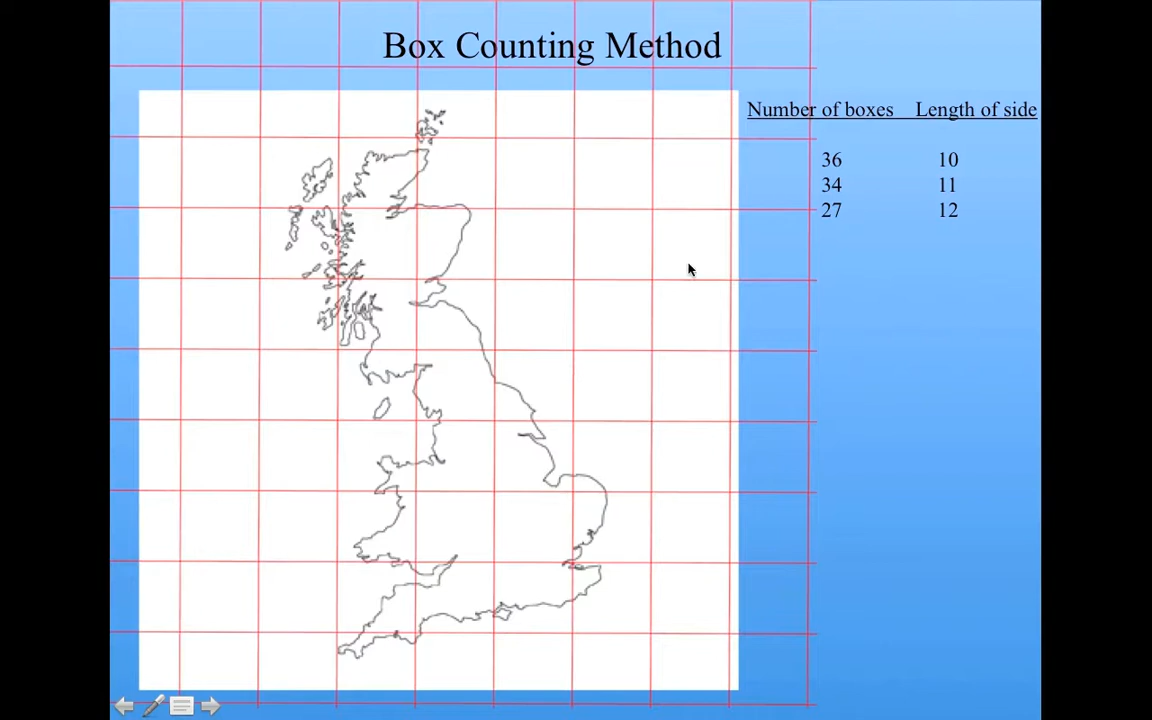 Box Counting Method
Number of boxes Length of side
36 10
34 11
27 12